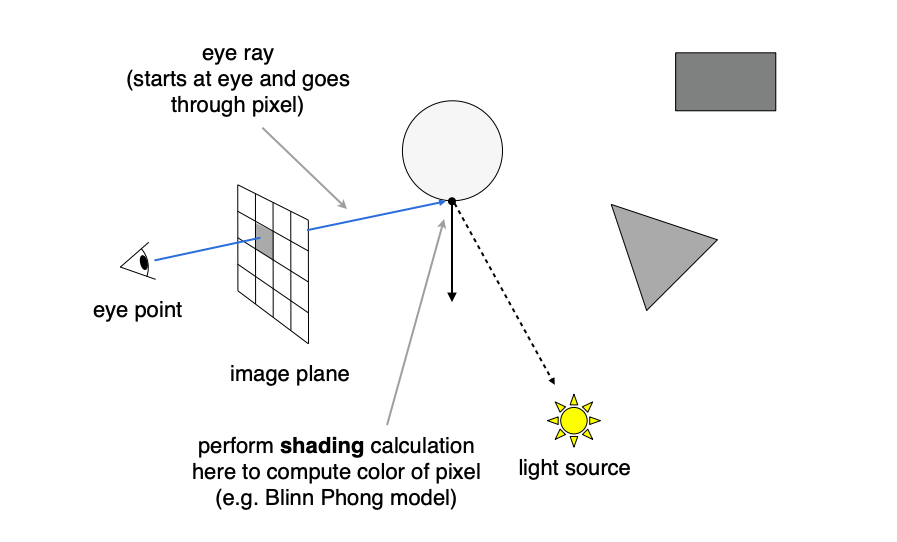 eye ray
(starts at eye and goes
through pixel)
eye point
image plane
perform shading calculation
here to compute color of pixel
(e.g. Blinn Phong model)
light source